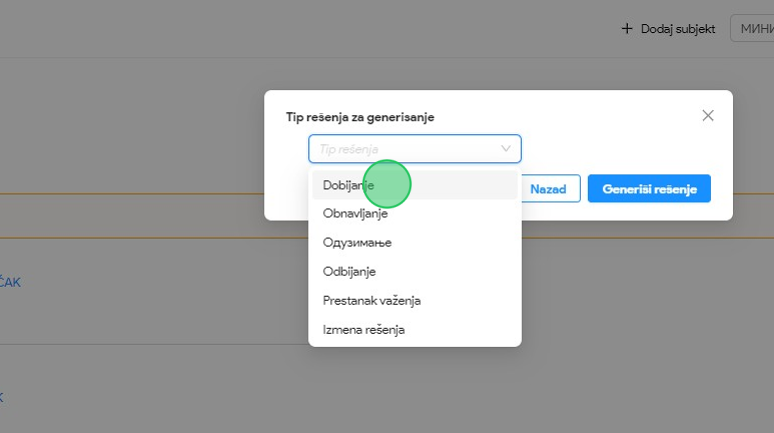 + Dodaj subjekt
МИНИ
Tip rešenja za generisanje
Tip rešenja
Dobijanje
Nazad
Generiši rešenje
Obnavljanje
Одузимање
Odbijanje
ČAK
Prestanak važenja
Izmena rešenja
K